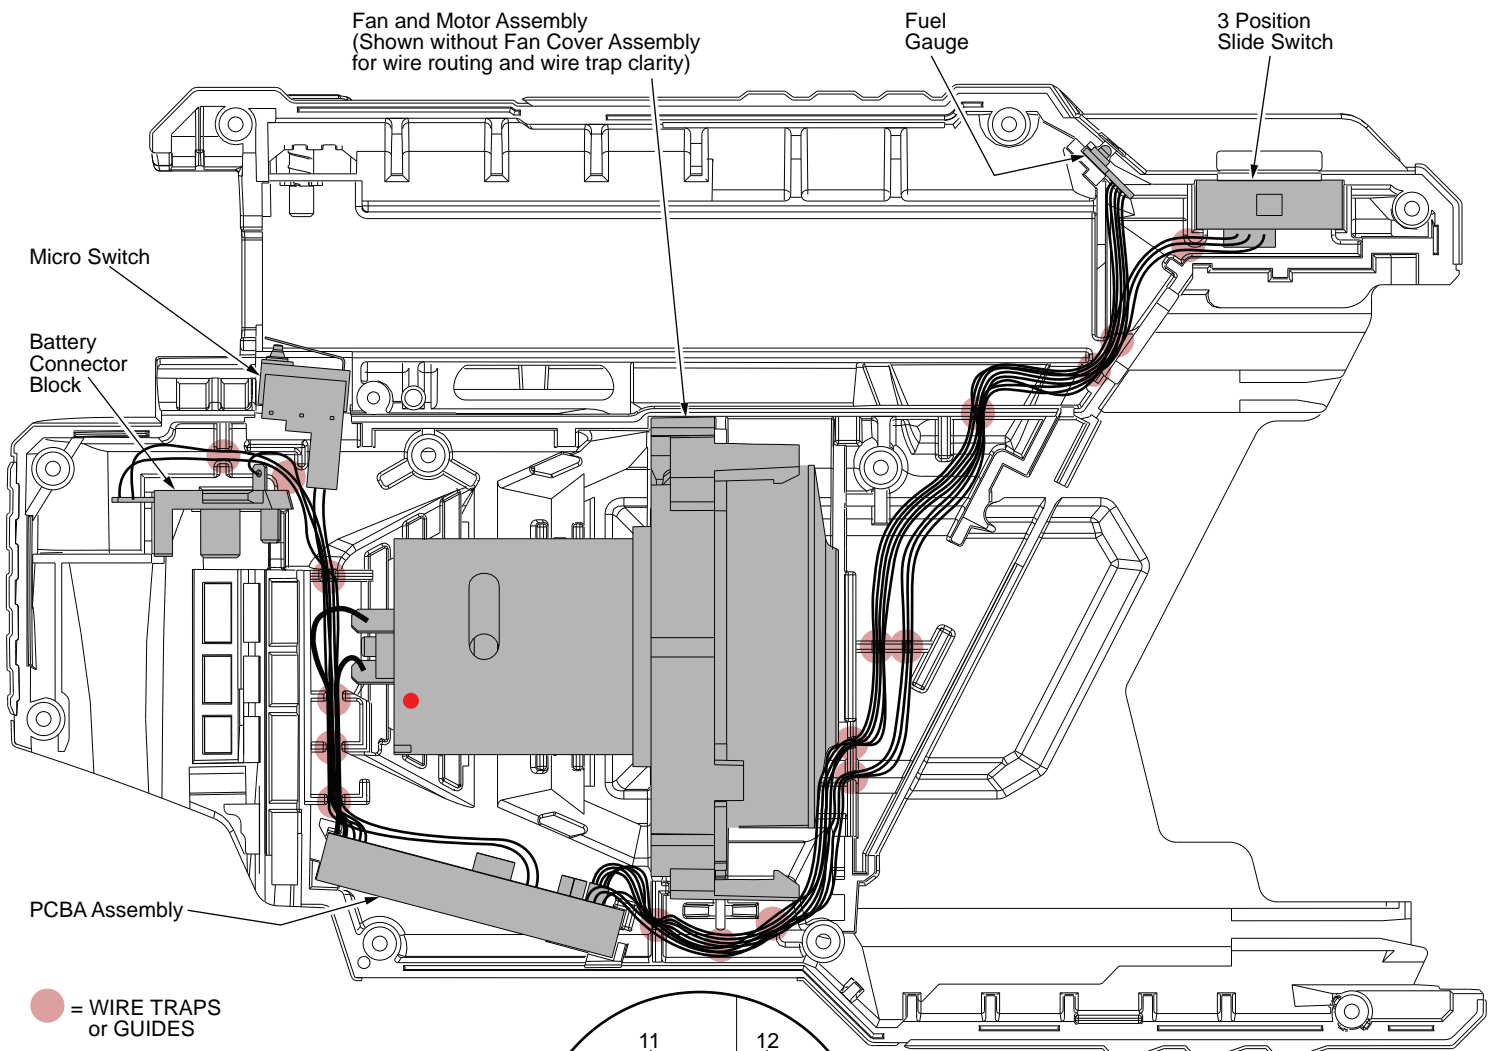 Fan and Motor Assembly
(Shown without Fan Cover Assembly
for wire routing and wire trap clarity)
Fuel
Gauge
3 Position
Slide Switch
Micro Switch
Battery
Connector
Block
PCBA Assembly
= WIRE TRAPS
or GUIDES
11
12